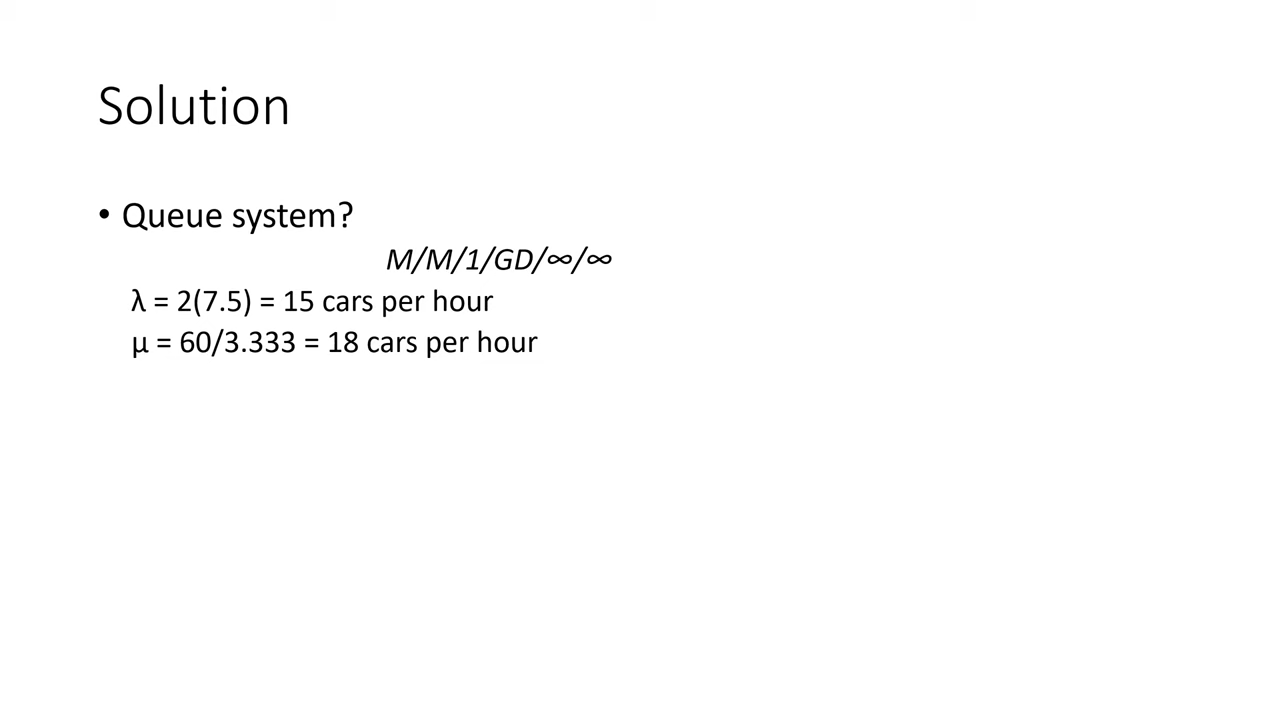 Solution
• Queue system?
M/M/1/GD/∞/∞
λ = 2(7.5) = 15 cars per hour
μ = 60/3.333 = 18 cars per hour